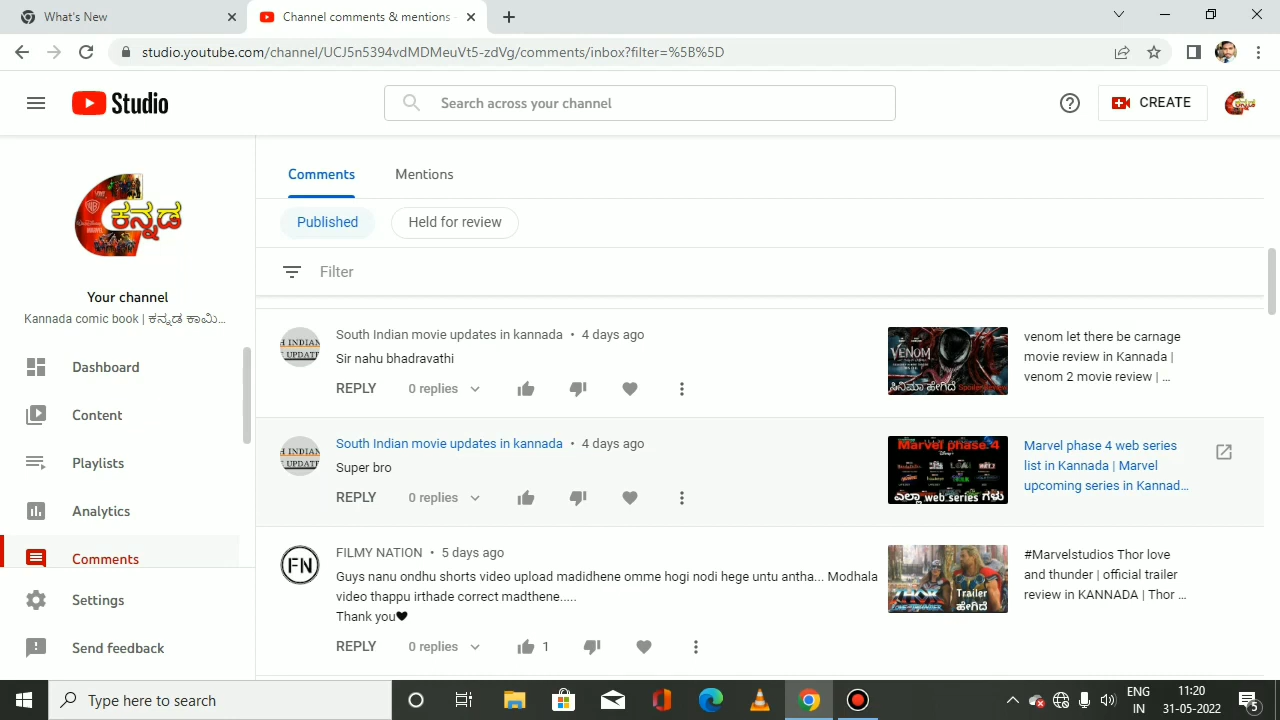 What's New
Channel comments & mentions
studio.youtube.com/channel/UCJ5n5394vdMDMeuVt5-zdVg/comments/inbox?filter=%5B%5D
Studio
Search across your channel
CREATE
ಕನ್ನಡ
Your channel
Kannada comic book | ಕನ್ನಡ ಕಾಮಿ...
Dashboard
Content
Playlists
Analytics
Comments
Settings
Send feedback
Comments
Mentions
Published
Held for review
Filter
South Indian movie updates in kannada • 4 days ago
Sir nahu bhadravathi
REPLY 0 replies
VENOM
ಸಿನಿಮಾ ಹೇಗಿದೆ
venom let there be carnage
movie review in Kannada |
venom 2 movie review | ...
South Indian movie updates in kannada • 4 days ago
Super bro
REPLY 0 replies
Marvel phase 4
ಎಲ್ಲಾ web series ಗಳು
Marvel phase 4 web series
list in Kannada | Marvel
upcoming series in Kannad...
FN
FILMY NATION • 5 days ago
Guys nanu ondhu shorts video upload madidhene omme hogi nodi hege untu antha... Modhala
video thappu irthade correct madthene.....
Thank you♥
REPLY 0 replies 1
THOR
Trailer
ಹೇಗಿದೆ
#Marvelstudios Thor love
and thunder | official trailer
review in KANNADA | Thor ...
Type here to search
ENG
IN
11:20
31-05-2022
5